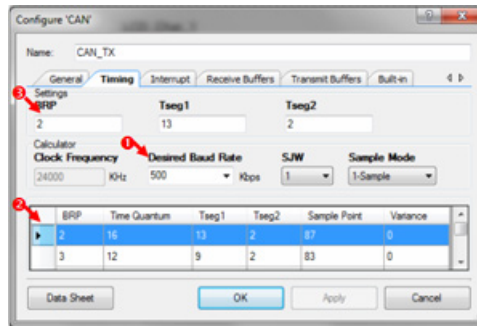 Configure 'CAN'
Name: CAN_TX
General Timing Interrupt Receive Buffers Transmit Buffers Built-in
Settings
3
BRP Tseg1 Tseg2
2 13 2
Calculator
1
Clock Frequency Desired Baud Rate SJW Sample Mode
24000 KHz 500 Kbps 1 1-Sample
2
BRP Time Quantum Tseg1 Tseg2 Sample Point Variance
2 16 13 2 87 0
3 12 9 2 83 0
Data Sheet OK Apply Cancel